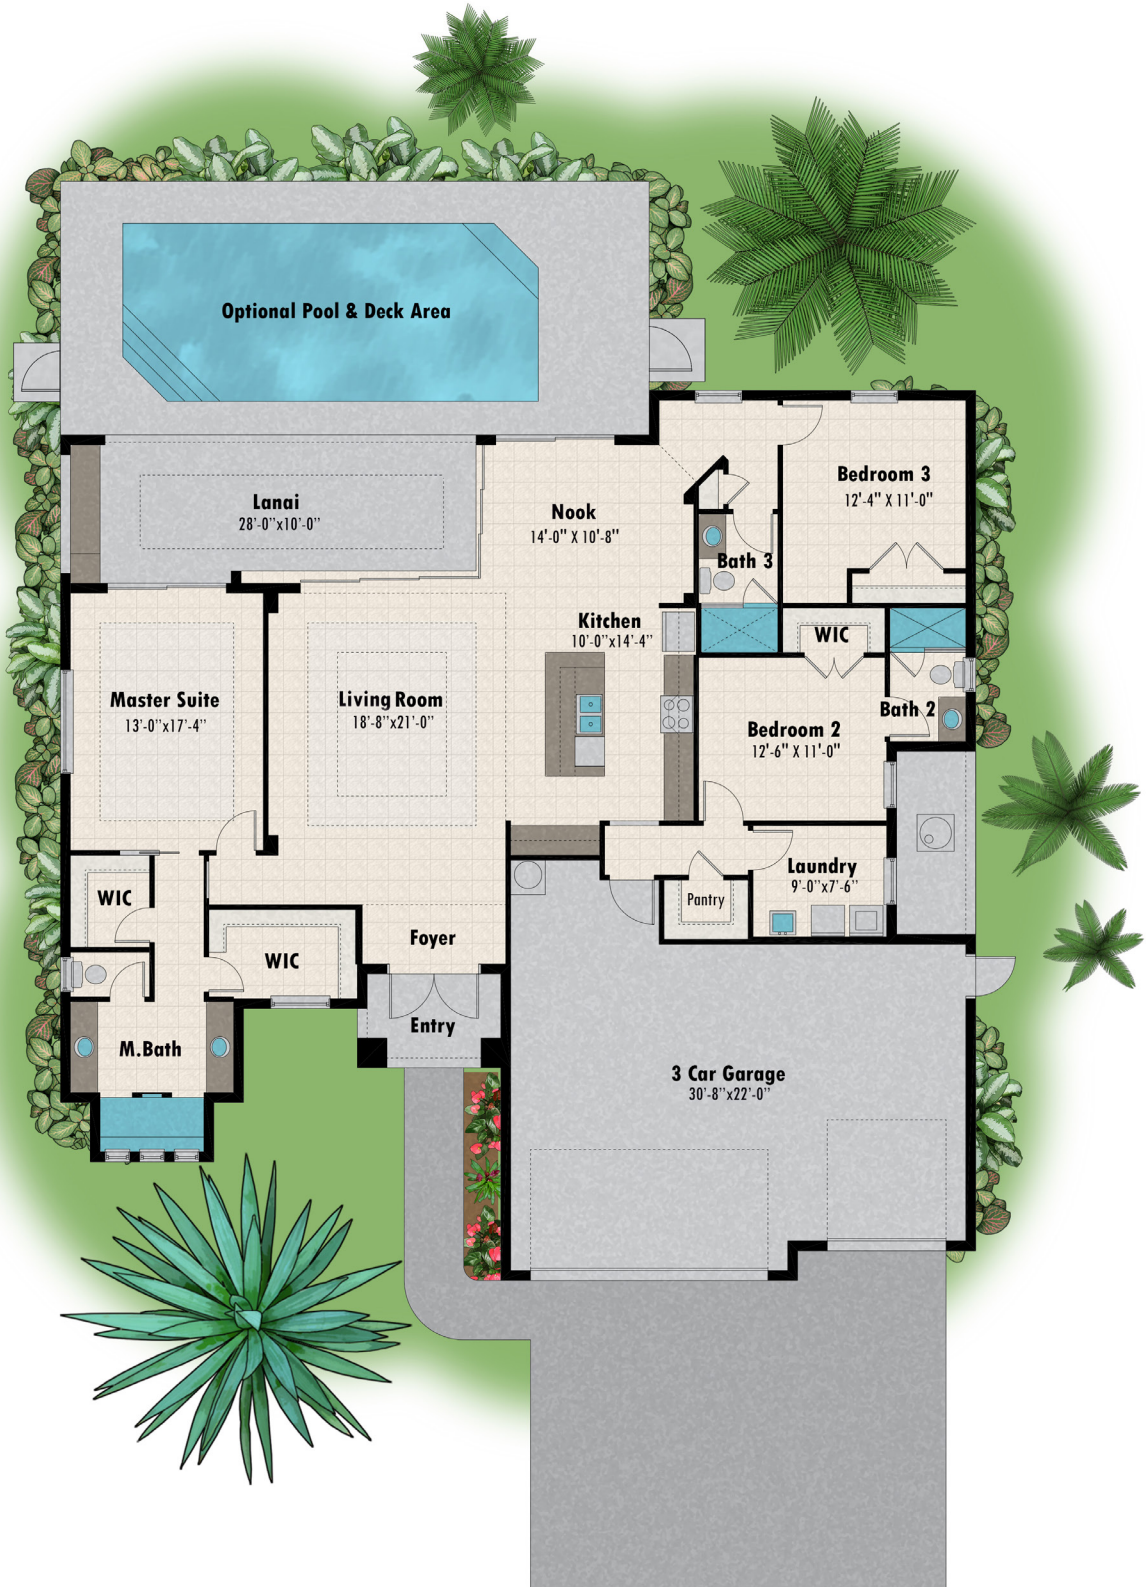 Optional Pool & Deck Area
Lanai
28'-0"x10'-0"
Nook
14'-0" X 10'-8"
Bedroom 3
12'-4" X 11'-0"
Bath 3
Kitchen
10'-0"x14'-4"
WIC
Master Suite
13'-0"x17'-4"
Living Room
18'-8"x21'-0"
Bath 2
Bedroom 2
12'-6" X 11'-0"
Laundry
9'-0"x7'-6"
WIC
Pantry
Foyer
WIC
Entry
M.Bath
3 Car Garage
30'-8"x22'-0"